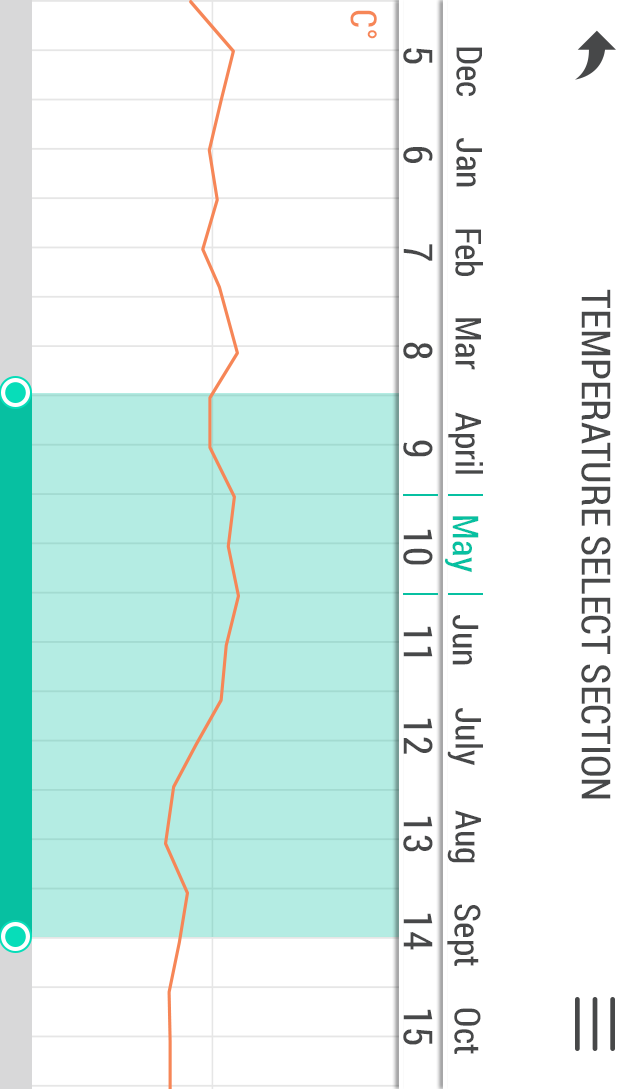 TEMPERATURE SELECT SECTION
Dec Jan Feb Mar April May Jun July Aug Sept Oct
5 6 7 8 9 10 11 12 13 14 15
C°